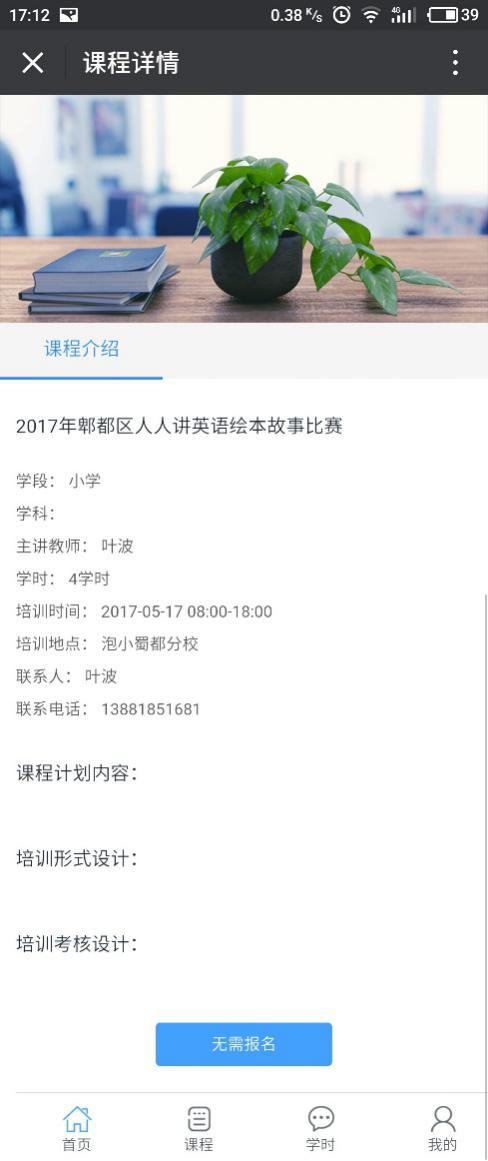 17:12 0.38 K/s 4G 39
课程详情
课程介绍
2017年郫都区人人讲英语绘本故事比赛
学段： 小学
学科：
主讲教师： 叶波
学时： 4学时
培训时间： 2017-05-17 08:00-18:00
培训地点： 泡小蜀都分校
联系人： 叶波
联系电话： 13881851681
课程计划内容：
培训形式设计：
培训考核设计：
无需报名
首页 课程 学时 我的